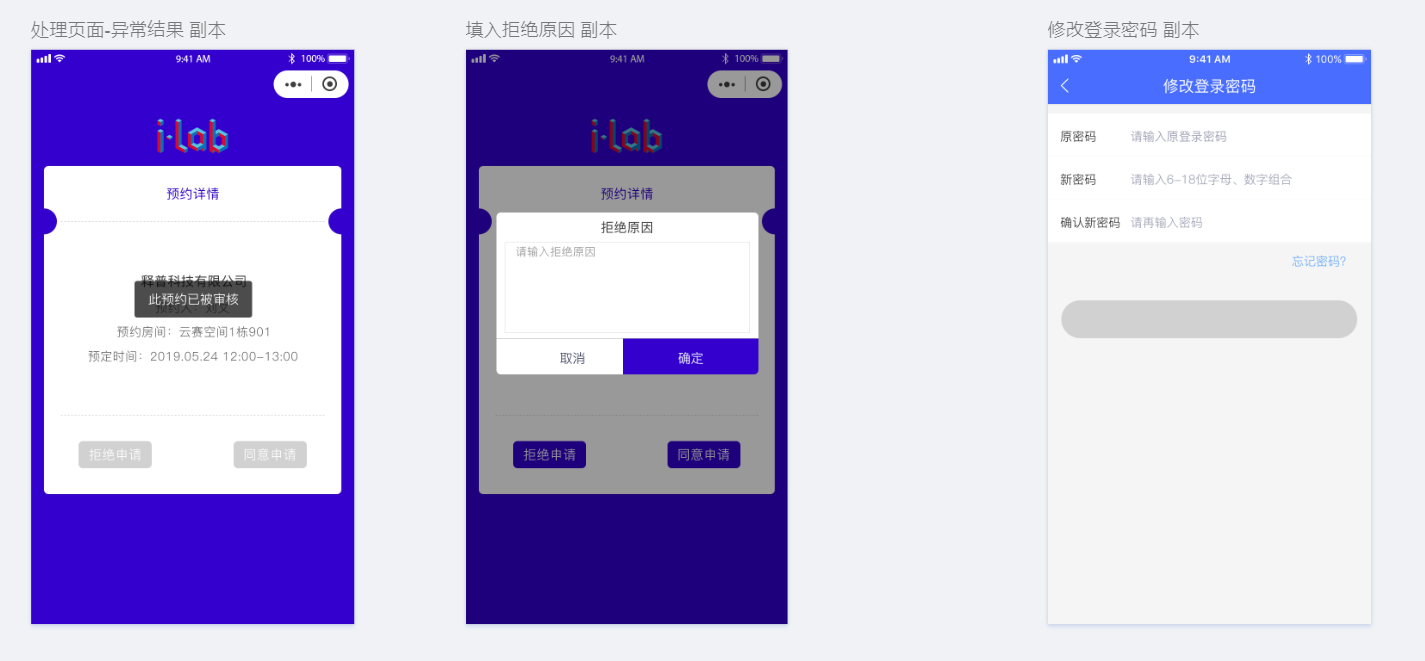 处理页面-异常结果 副本
9:41 AM
100%
i·lab
预约详情
释普科技有限公司
此预约已被审核
预约房间：云赛空间1栋901
预定时间：2019.05.24 12:00-13:00
拒绝申请
同意申请
填入拒绝原因 副本
9:41 AM
100%
i·lab
预约详情
拒绝原因
请输入拒绝原因
取消
确定
拒绝申请
同意申请
修改登录密码 副本
9:41 AM
100%
修改登录密码
原密码 请输入原登录密码
新密码 请输入6-18位字母、数字组合
确认新密码 请再输入密码
忘记密码?